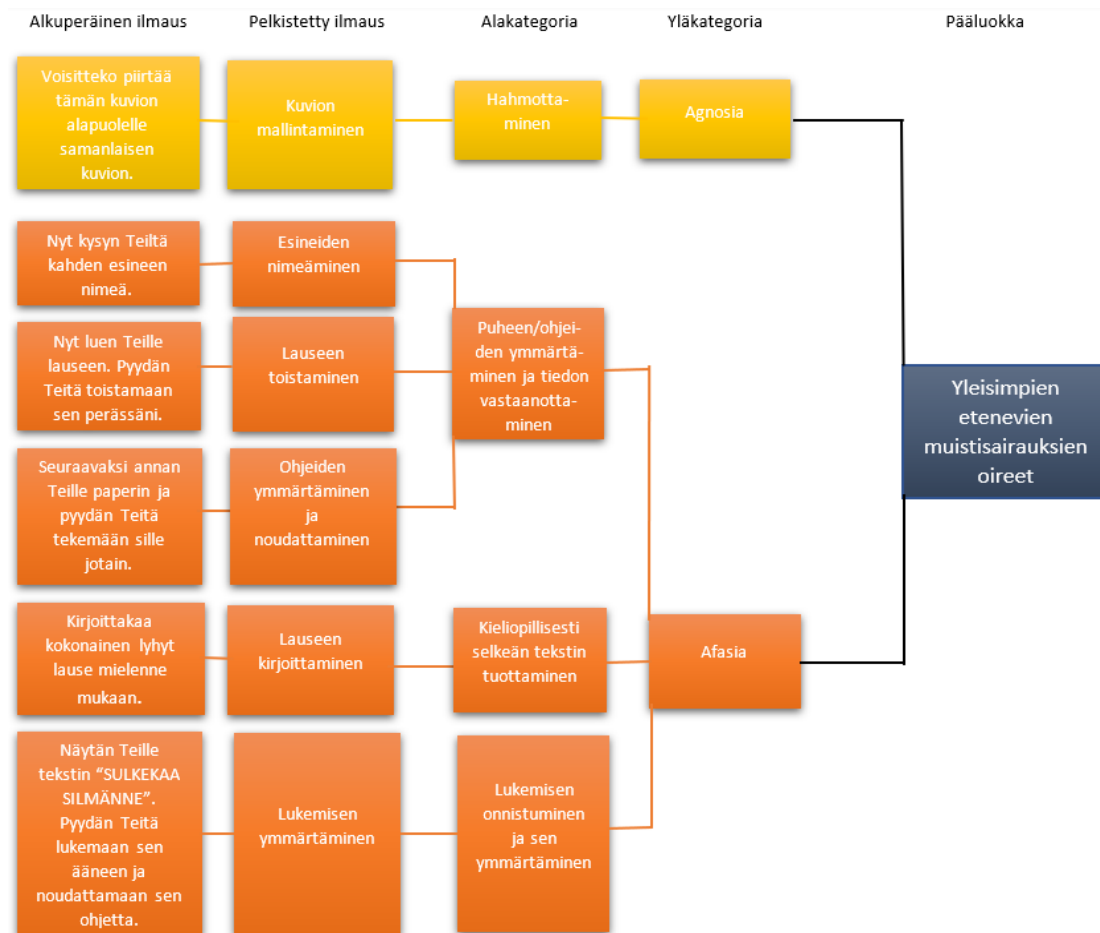 Alkuperäinen ilmaus
Pelkistetty ilmaus
Alakategoria
Yläkategoria
Pääluokka
Voisitteko piirtää
tämän kuvion
alapuolelle
samanlaisen
kuvion.
Kuvion
mallintaminen
Hahmotta-
minen
Agnosia
Nyt kysyn Teiltä
kahden esineen
nimeä.
Esineiden
nimeäminen
Nyt luen Teille
lauseen. Pyydän
Teitä toistamaan
sen perässäni.
Lauseen
toistaminen
Puheen/ohjei-
den ymmärtä-
minen ja tiedon
vastaanotta-
minen
Seuraavaksi annan
Teille paperin ja
pyydän Teitä
tekemään sille
jotain.
Ohjeiden
ymmärtäminen
ja
noudattaminen
Kirjoittakaa
kokonainen lyhyt
lause mielenne
mukaan.
Lauseen
kirjoittaminen
Kieliopillisesti
selkeän tekstin
tuottaminen
Afasia
Näytän Teille
tekstin “SULKEKAA
SILMÄNNE”.
Pyydän Teitä
lukemaan sen
ääneen ja
noudattamaan sen
ohjetta.
Lukemisen
ymmärtäminen
Lukemisen
onnistuminen
ja sen
ymmärtäminen
Yleisimpien
etenevien
muistisairauksien
oireet